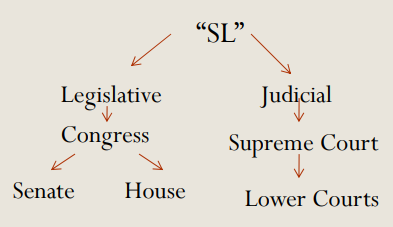 “SL”
Legislative
Judicial
Congress
Supreme Court
Senate
House
Lower Courts